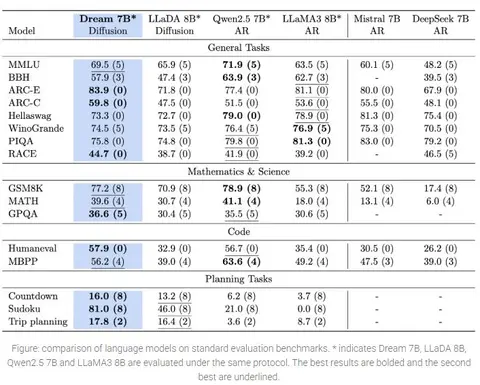 Dream 7B* LLaDA 8B* Qwen2.5 7B* LLaMA3 8B* Mistral 7B DeepSeek 7B
Model Diffusion Diffusion AR AR AR AR
General Tasks
MMLU 69.5 (5) 65.9 (5) 71.9 (5) 63.5 (5) 60.1 (5) 48.2 (5)
BBH 57.9 (3) 47.4 (3) 63.9 (3) 62.7 (3) - 39.5 (3)
ARC-E 83.9 (0) 71.8 (0) 77.4 (0) 81.1 (0) 80.0 (0) 67.9 (0)
ARC-C 59.8 (0) 47.5 (0) 51.5 (0) 53.6 (0) 55.5 (0) 48.1 (0)
Hellaswag 73.3 (0) 72.7 (0) 79.0 (0) 78.9 (0) 81.3 (0) 75.4 (0)
WinoGrande 74.5 (5) 73.5 (5) 76.4 (5) 76.9 (5) 75.3 (0) 70.5 (0)
PIQA 75.8 (0) 74.8 (0) 79.8 (0) 81.3 (0) 83.0 (0) 79.2 (0)
RACE 44.7 (0) 38.7 (0) 41.9 (0) 39.2 (0) - 46.5 (5)
Mathematics & Science
GSM8K 77.2 (8) 70.9 (8) 78.9 (8) 55.3 (8) 52.1 (8) 17.4 (8)
MATH 39.6 (4) 30.7 (4) 41.1 (4) 18.0 (4) 13.1 (4) 6.0 (4)
GPQA 36.6 (5) 30.4 (5) 35.5 (5) 30.6 (5) - -
Code
Humaneval 57.9 (0) 32.9 (0) 56.7 (0) 35.4 (0) 30.5 (0) 26.2 (0)
MBPP 56.2 (4) 39.0 (4) 63.6 (4) 49.2 (4) 47.5 (3) 39.0 (3)
Planning Tasks
Countdown 16.0 (8) 13.2 (8) 6.2 (8) 3.7 (8) - -
Sudoku 81.0 (8) 46.0 (8) 21.0 (8) 0.0 (8) - -
Trip planning 17.8 (2) 16.4 (2) 3.6 (2) 8.7 (2) - -
Figure: comparison of language models on standard evaluation benchmarks. * indicates Dream 7B, LLaDA 8B,
Qwen2.5 7B and LLaMA3 8B are evaluated under the same protocol. The best results are bolded and the second
best are underlined.